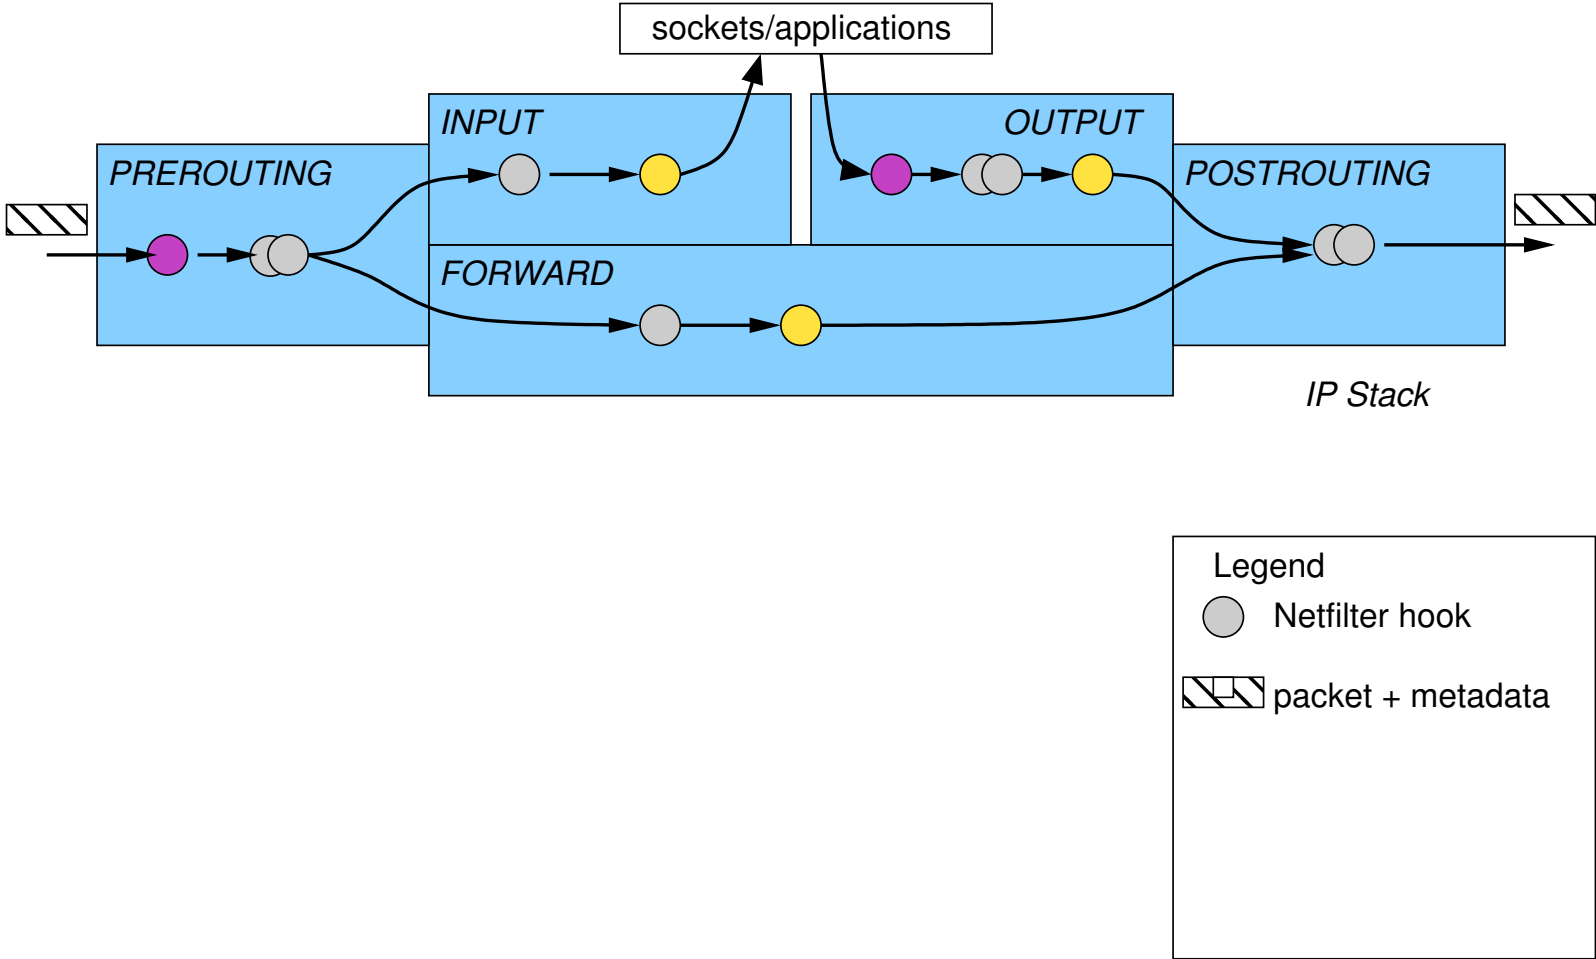 sockets/applications
INPUT
OUTPUT
PREROUTING
POSTROUTING
FORWARD
IP Stack
Legend
Netfilter hook
packet + metadata